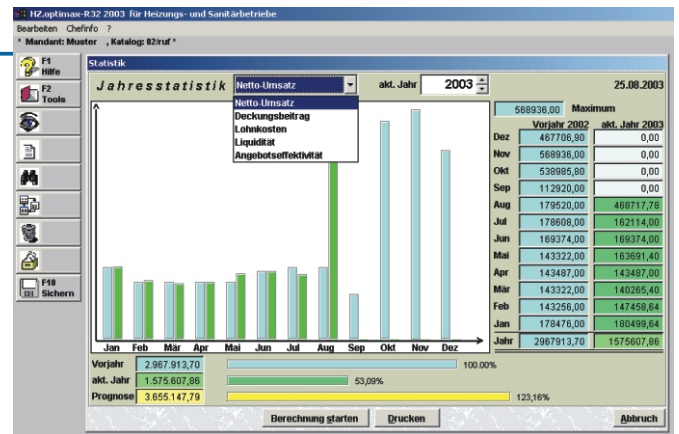 HZ.optimax-R32 2003 für Heizungs- und Sanitärbetriebe
Bearbeiten Chefinfo ?
* Mandant: Muster , Katalog: 02/ruf *
F1 Hilfe
F2 Tools
F10 Sichern
Statistik
Jahresstatistik Netto-Umsatz akt. Jahr 2003 25.08.2003
Netto-Umsatz
Deckungsbeitrag
Lohnkosten
Liquidität
Angebotseffektivität
568936,00 Maximum
Vorjahr 2002 akt. Jahr 2003
Dez 467706,90 0,00
Nov 568936,00 0,00
Okt 538985,80 0,00
Sep 112920,00 0,00
Aug 179520,00 468717,78
Jul 178608,00 162114,00
Jun 169374,00 169374,00
Mai 143322,00 163691,40
Apr 143487,00 143487,00
Mär 143322,00 140265,40
Feb 143256,00 147458,64
Jan 178476,00 180499,64
Jahr 2967913,70 1575607,86
Jan Feb Mär Apr Mai Jun Jul Aug Sep Okt Nov Dez
Vorjahr 2.967.913,70 100.00%
akt. Jahr 1.575.607,86 53,09%
Prognose 3.655.147,79 123,16%
Berechnung starten Drucken Abbruch